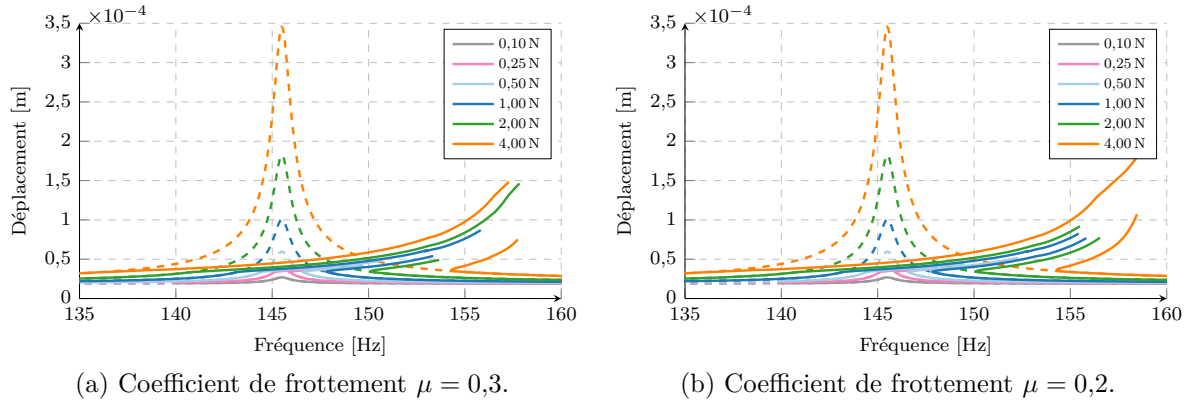 ×10⁻⁴
3,5
3
2,5
2
1,5
1
0,5
0
Déplacement [m]
135 140 145 150 155 160
Fréquence [Hz]
0,10 N
0,25 N
0,50 N
1,00 N
2,00 N
4,00 N
(a) Coefficient de frottement μ = 0,3.
×10⁻⁴
3,5
3
2,5
2
1,5
1
0,5
0
Déplacement [m]
135 140 145 150 155 160
Fréquence [Hz]
0,10 N
0,25 N
0,50 N
1,00 N
2,00 N
4,00 N
(b) Coefficient de frottement μ = 0,2.